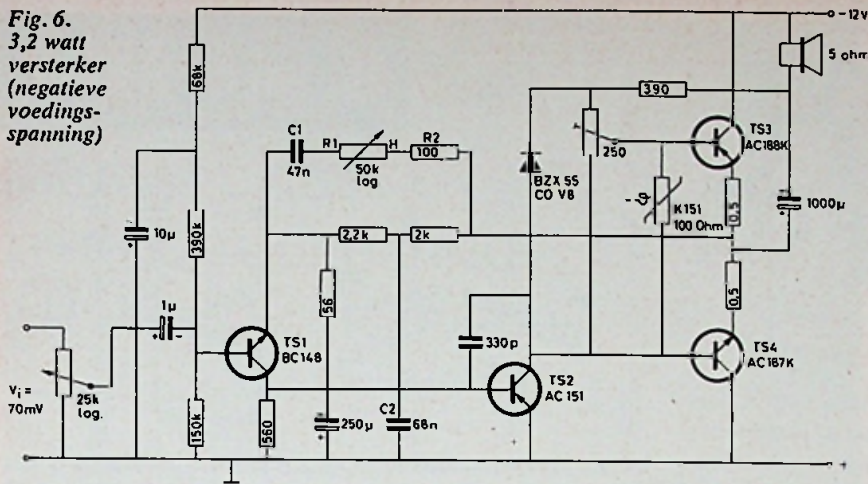 Fig. 6.
3,2 watt
versterker
(negatieve
voedings-
spanning)
-12V
5 ohm
68k
390
C1
47n
R1
50k
log
H
R2
100
250
TS3
AC188K
BZX 55
C0 V8
-ϑ
K151
100 Ohm
0,5
1000µ
+
10µ
+
390k
2,2k
2k
56
0,5
1µ
+
-
TS1
BC148
330p
TS2
AC 151
TS4
AC187K
Vi =
70mV
25k
log.
150k
560
250µ
+
C2
68n
+